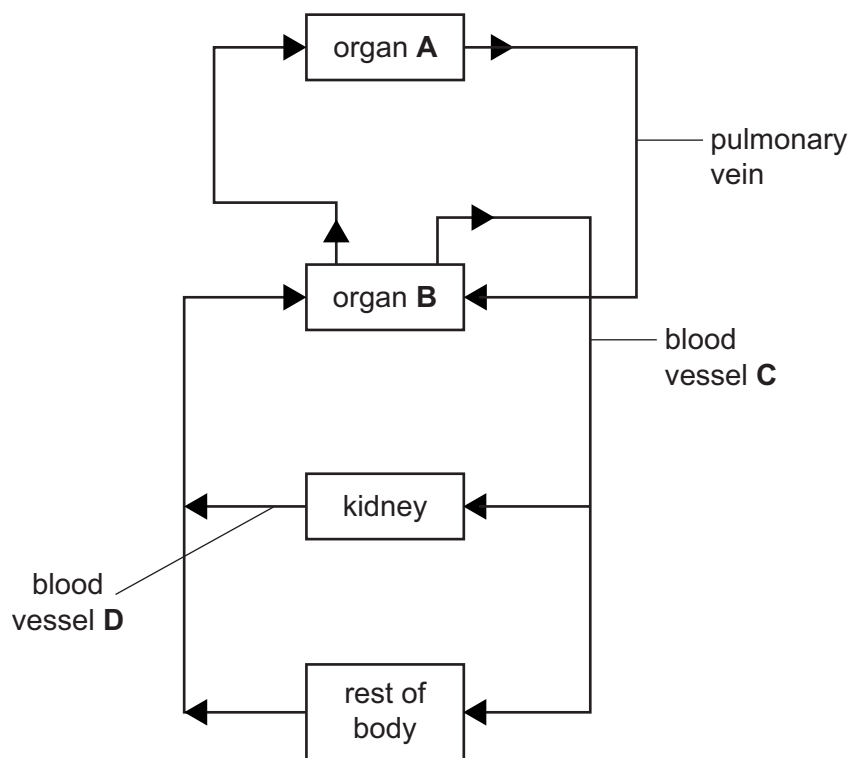 organ A
pulmonary
vein
organ B
blood
vessel C
kidney
blood
vessel D
rest of
body